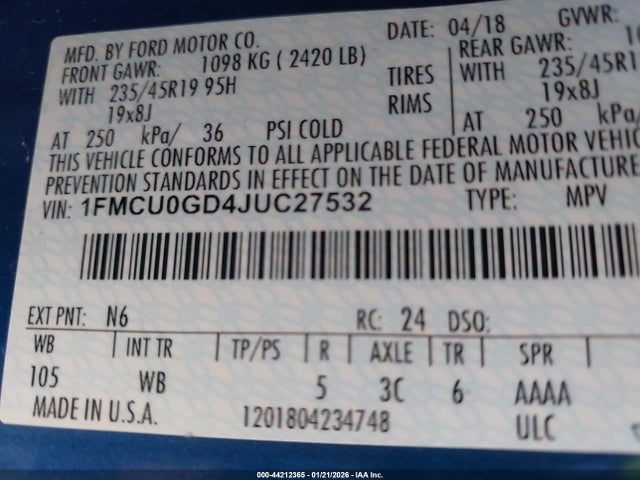 MFD. BY FORD MOTOR CO. DATE: 04/18 GVWR:
FRONT GAWR: 1098 KG ( 2420 LB) REAR GAWR:
WITH 235/45R19 95H TIRES WITH 235/45R1
19x8J RIMS 19x8J
AT 250 kPa/ 36 PSI COLD AT 250 kPa/
THIS VEHICLE CONFORMS TO ALL APPLICABLE FEDERAL MOTOR VEHIC
PREVENTION STANDARDS IN EFFECT ON THE DATE OF MANUFACTURE
VIN: 1FMCU0GD4JUC27532 TYPE: MPV
EXT PNT: N6 RC: 24 DSO:
WB INT TR TP/PS R AXLE TR SPR
105 WB 5 3C 6 AAAA
MADE IN U.S.A. 1201804234748 ULC
000-44212365 - 01/21/2026 - IAA Inc.